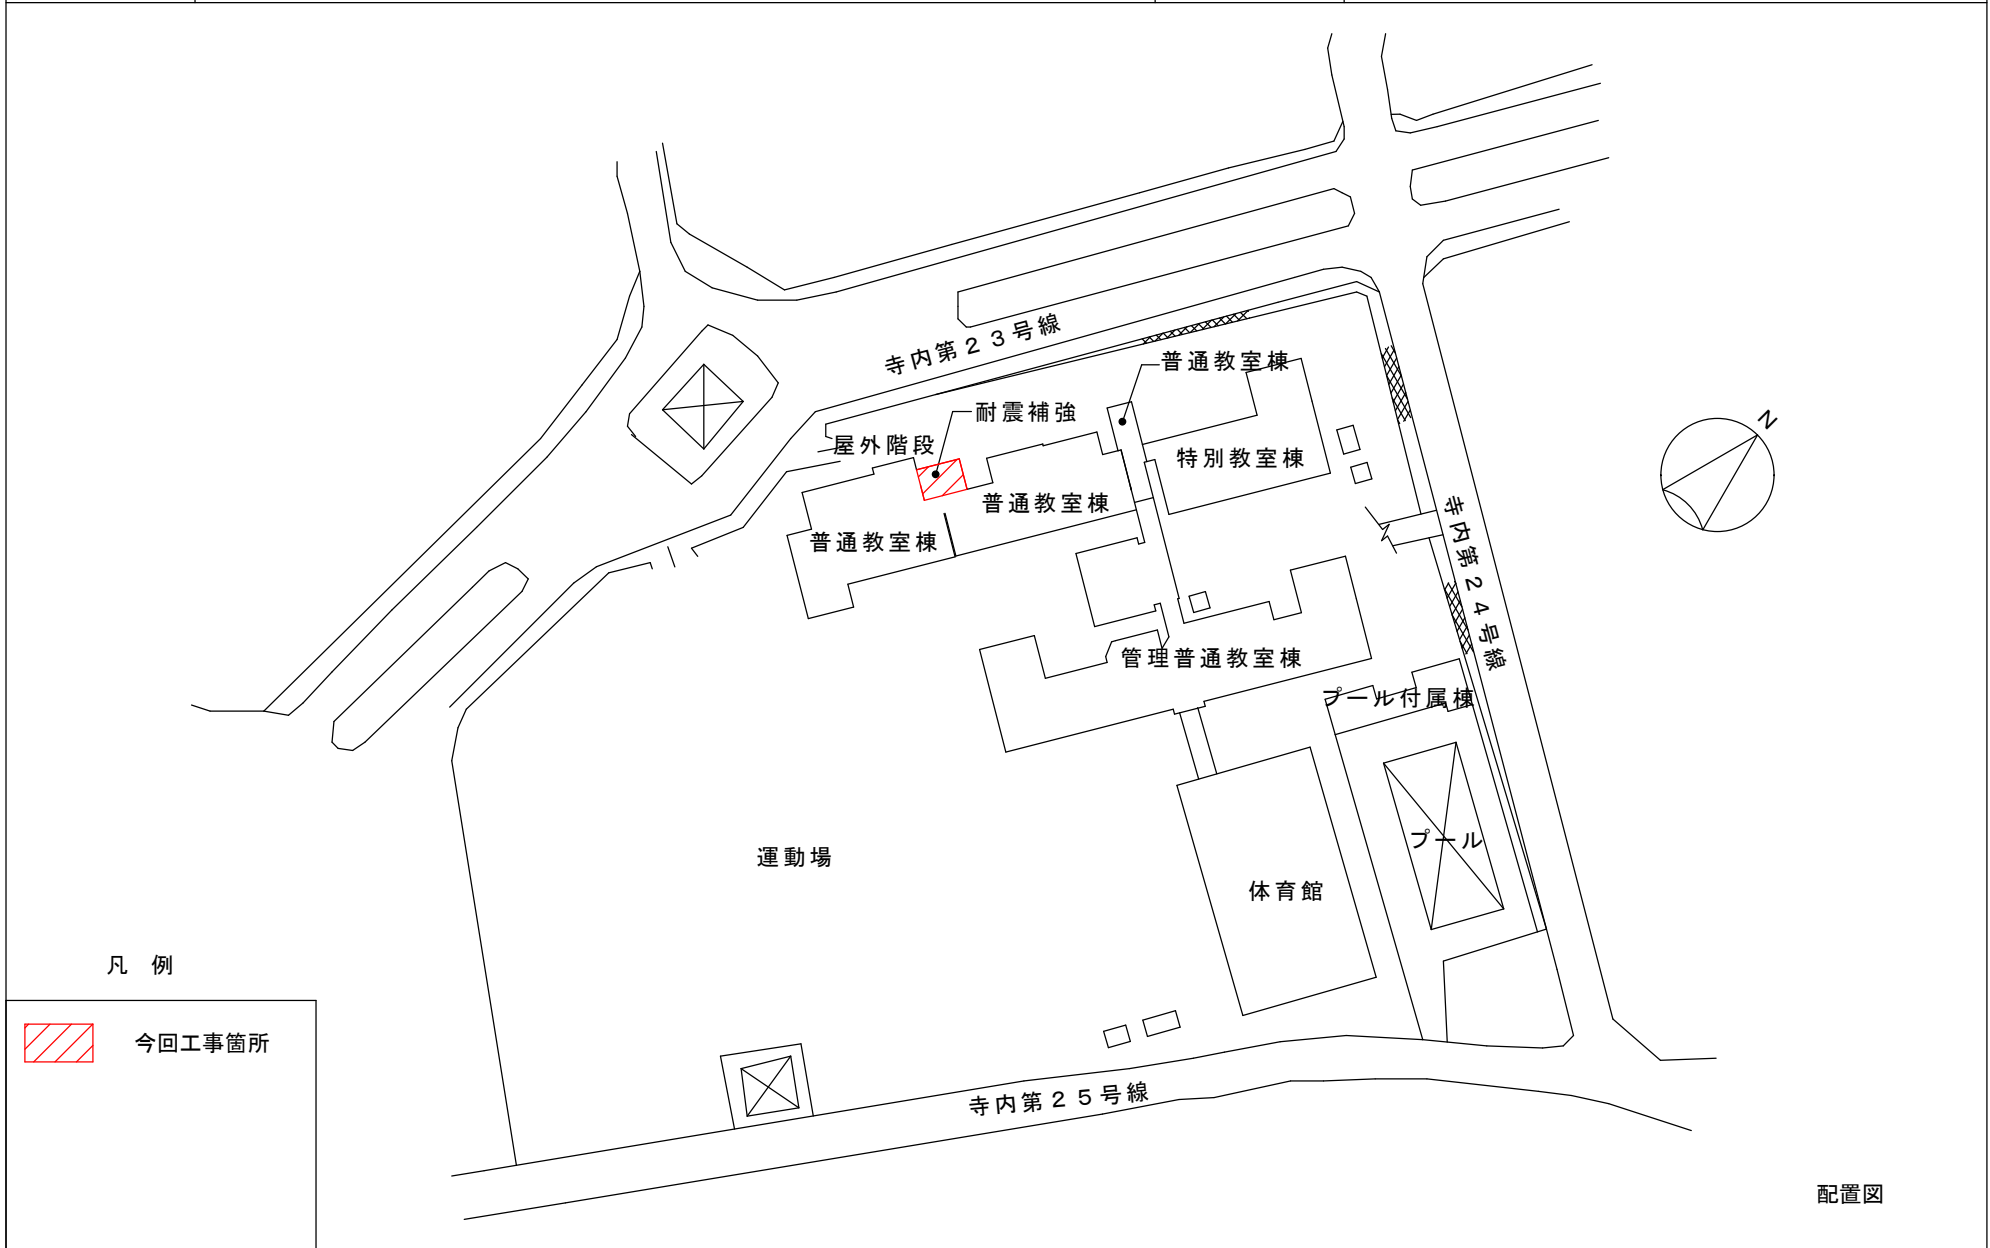 寺内第２３号線
普通教室棟
耐震補強
屋外階段
特別教室棟
普通教室棟
普通教室棟
N
寺内第２４号線
管理普通教室棟
プール付属棟
プール
運動場
体育館
凡　例
今回工事箇所
寺内第２５号線
配置図